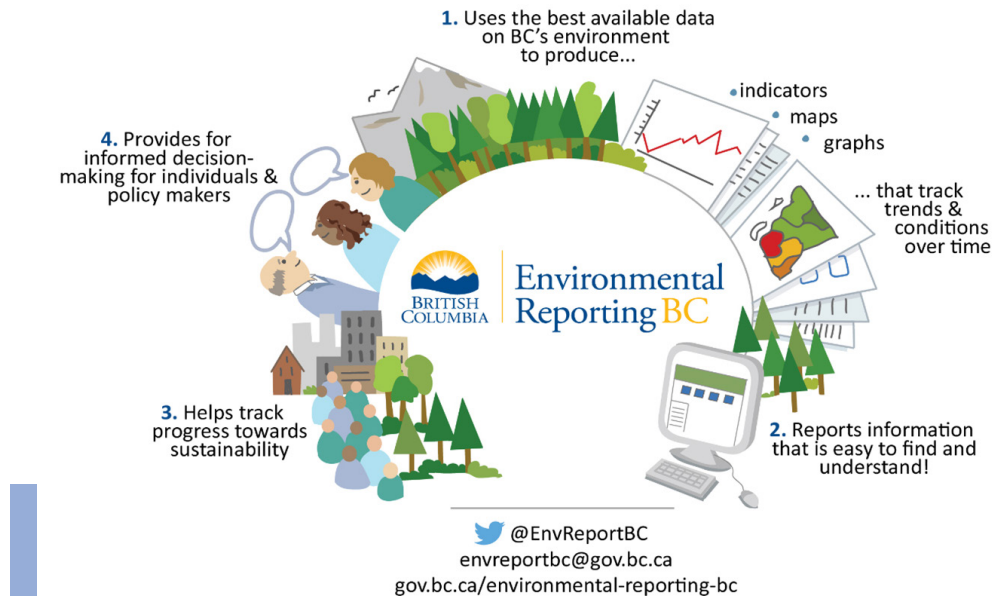 1. Uses the best available data
on BC's environment
to produce...
• indicators
• maps
• graphs
... that track
trends &
conditions
over time
2. Reports information
that is easy to find and
understand!
3. Helps track
progress towards
sustainability
4. Provides for
informed decision-
making for individuals &
policy makers
BRITISH
COLUMBIA
Environmental
Reporting BC
@EnvReportBC
envreportbc@gov.bc.ca
gov.bc.ca/environmental-reporting-bc